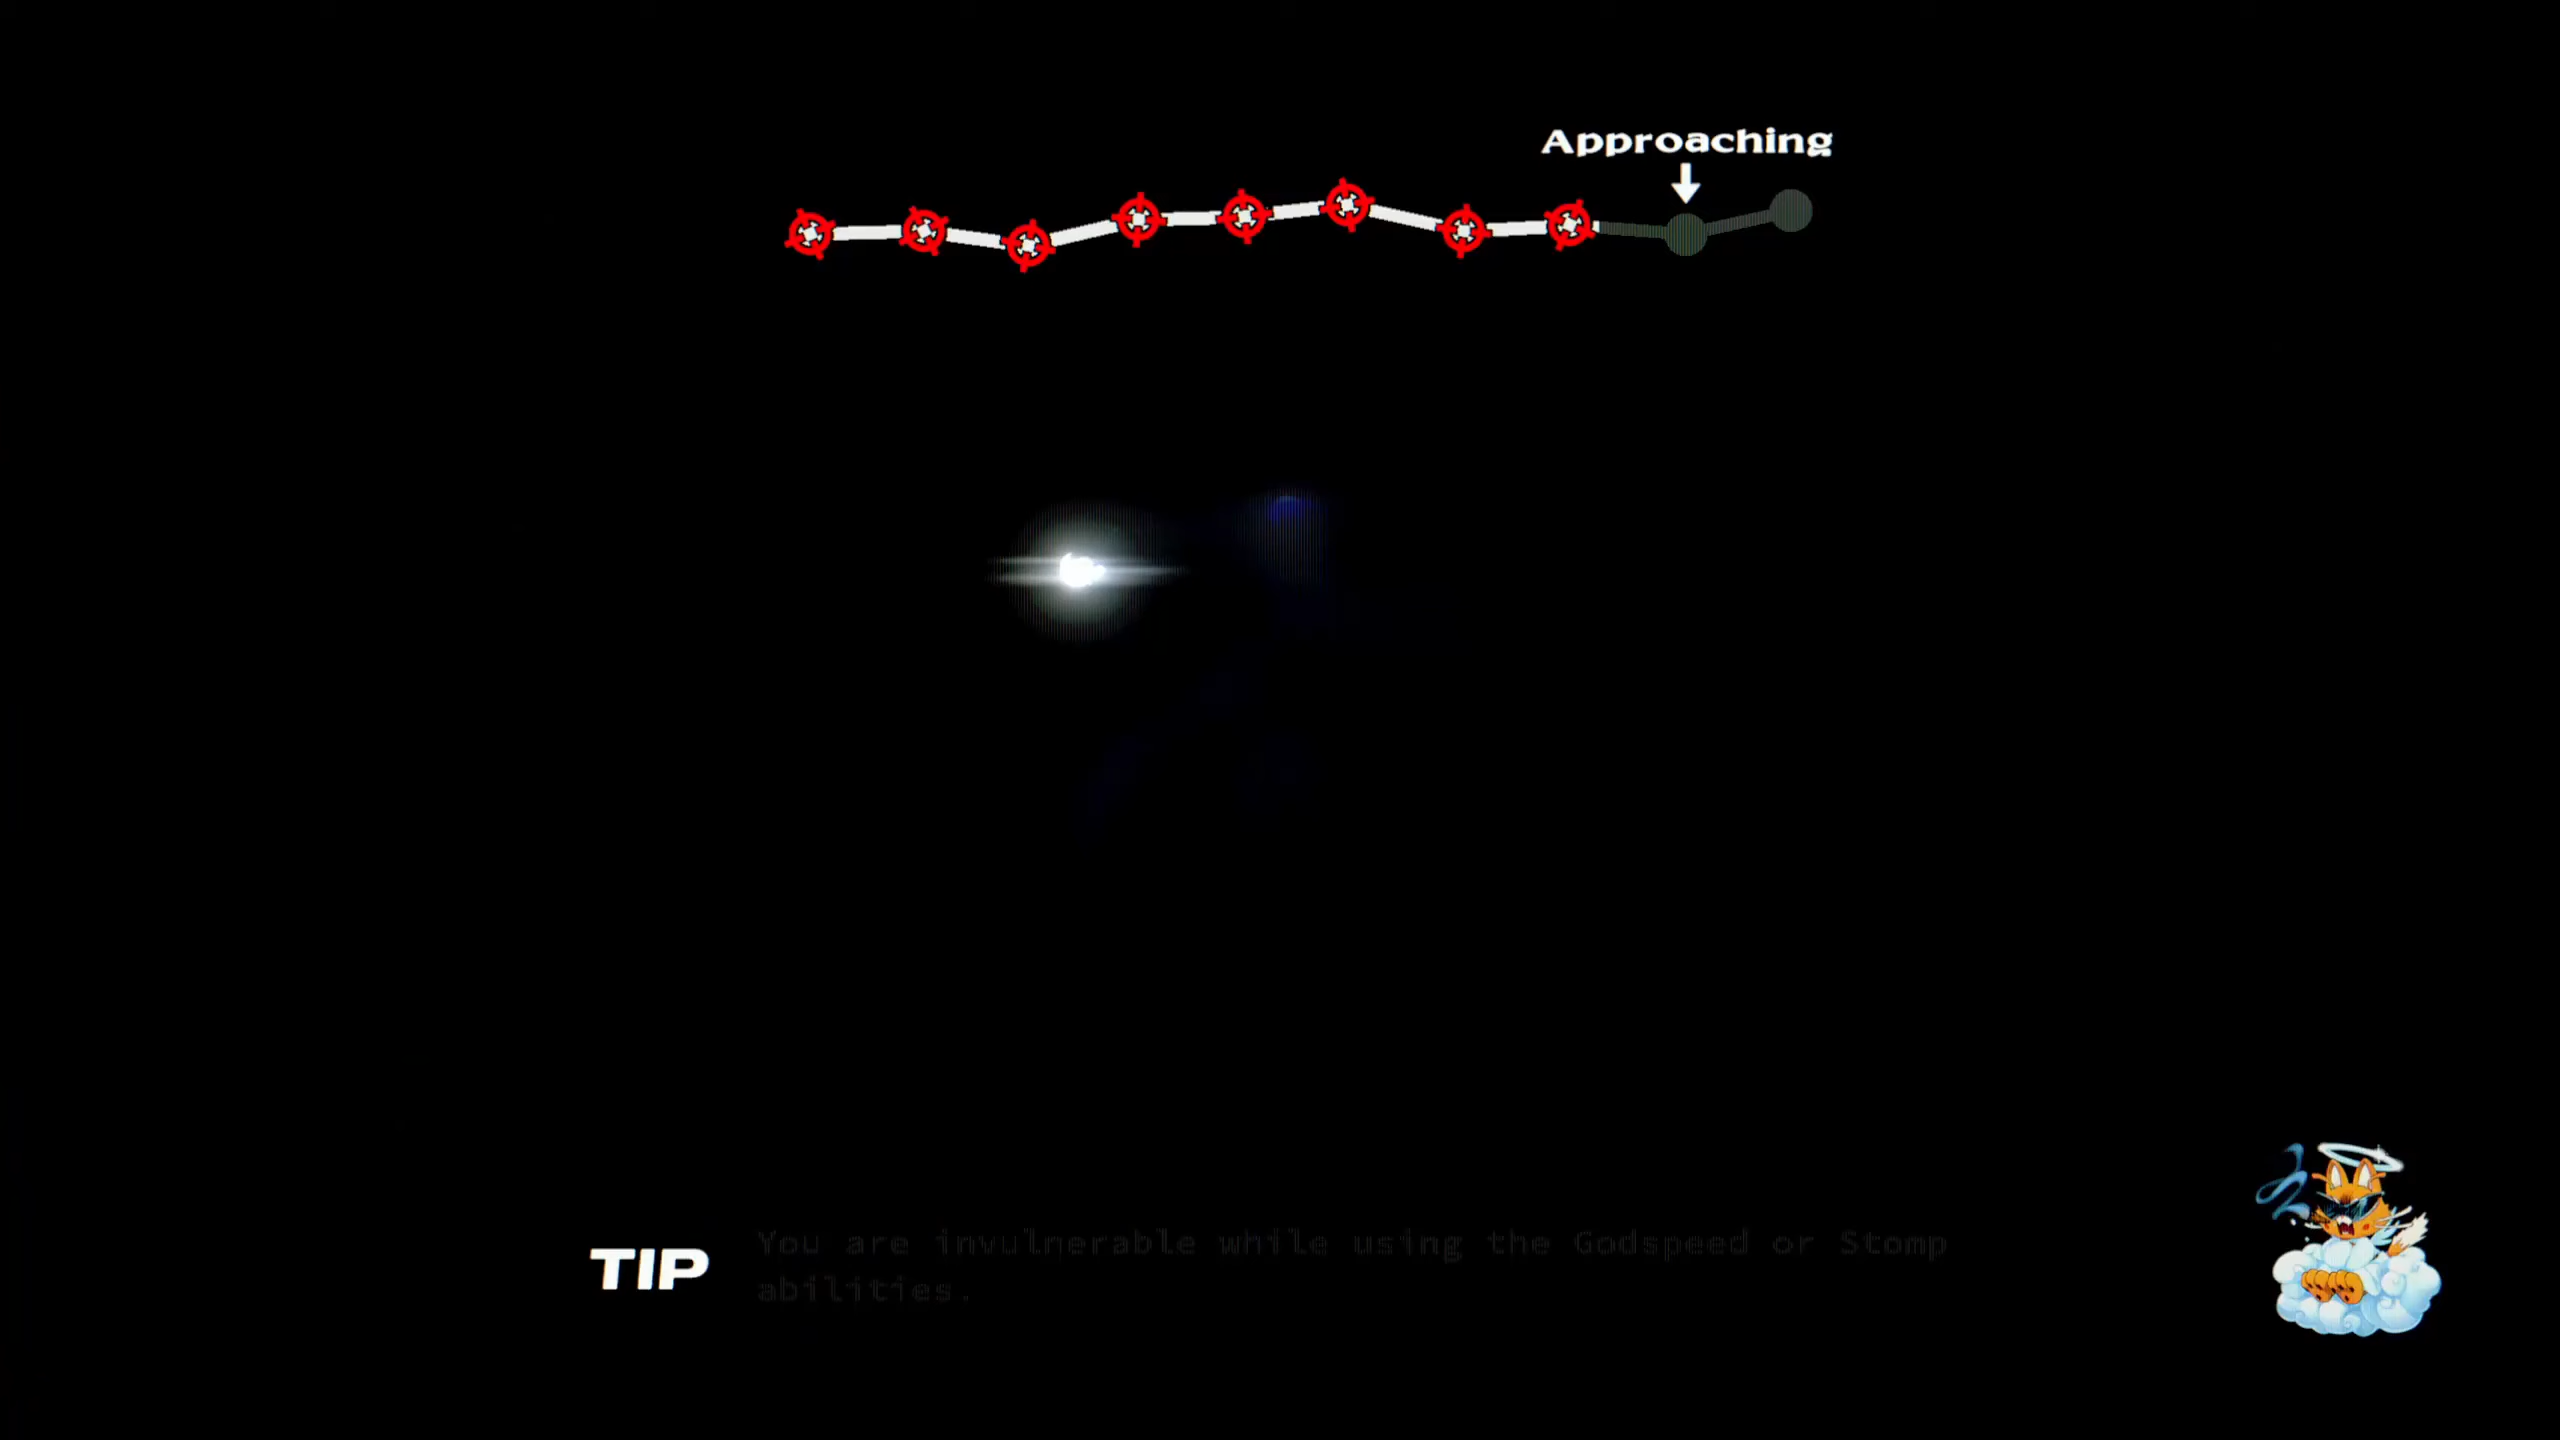 Approaching
TIP
You are invulnerable while using the Godspeed or Stomp
abilities.